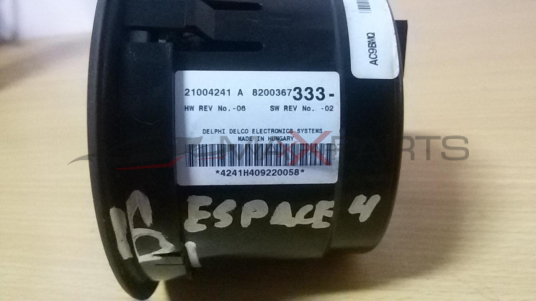 AC9BMQ
21004241 A 8200367333-
HW REV No.-06 SW REV No. -02
DELPHI DELCO ELECTRONICS SYSTEMS
MADE IN HUNGARY
*4241H409220058*
ESPACE 4